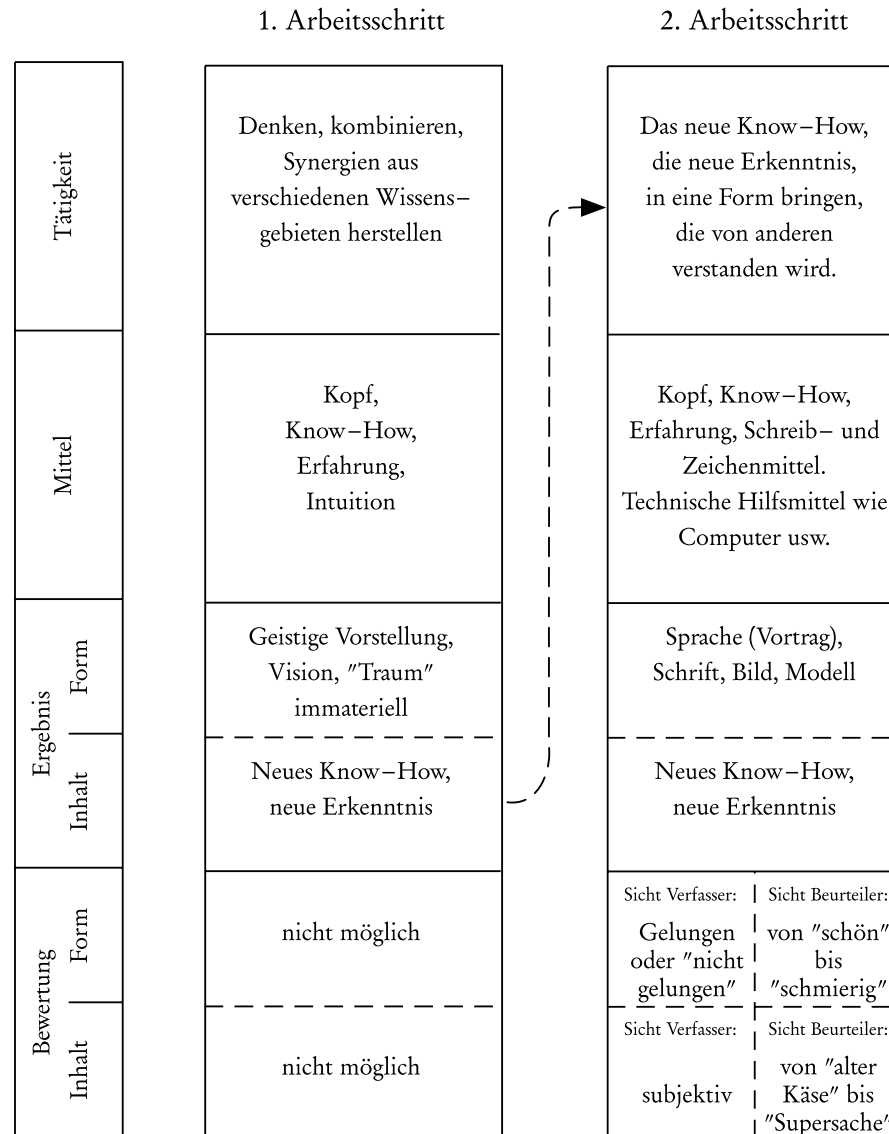 1. Arbeitsschritt
2. Arbeitsschritt
Tätigkeit
Denken, kombinieren,
Synergien aus
verschiedenen Wissens–
gebieten herstellen
Das neue Know–How,
die neue Erkenntnis,
in eine Form bringen,
die von anderen
verstanden wird.
Mittel
Kopf,
Know–How,
Erfahrung,
Intuition
Kopf, Know–How,
Erfahrung, Schreib– und
Zeichenmittel.
Technische Hilfsmittel wie
Computer usw.
Ergebnis
Form
Geistige Vorstellung,
Vision, "Traum"
immateriell
Sprache (Vortrag),
Schrift, Bild, Modell
Inhalt
Neues Know–How,
neue Erkenntnis
Neues Know–How,
neue Erkenntnis
Bewertung
Form
nicht möglich
Sicht Verfasser:
Gelungen
oder "nicht
gelungen"
Sicht Beurteiler:
von "schön"
bis
"schmierig"
Inhalt
nicht möglich
Sicht Verfasser:
subjektiv
Sicht Beurteiler:
von "alter
Käse" bis
"Supersache"